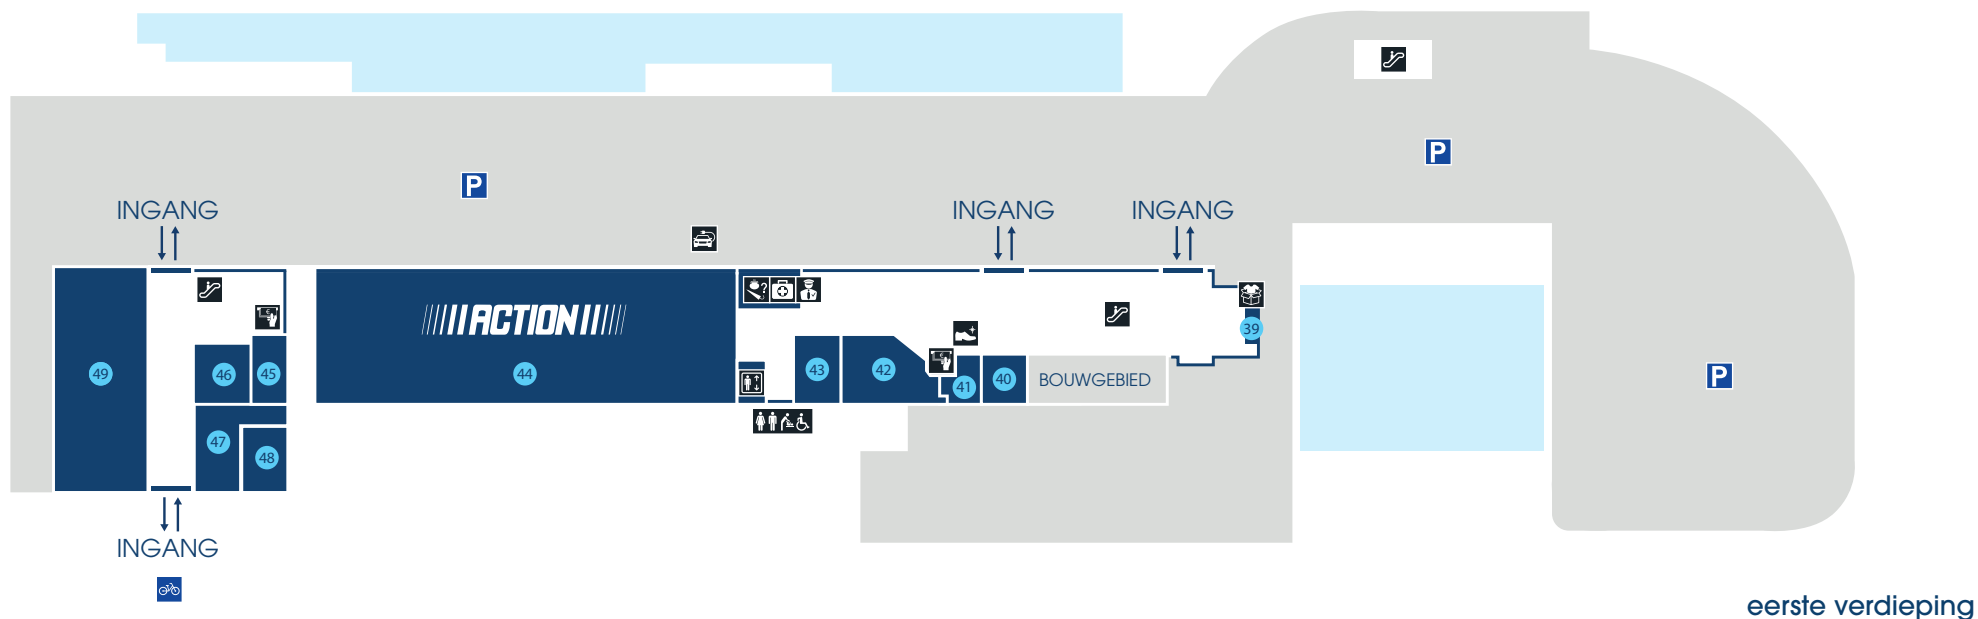 P
P
INGANG
INGANG
INGANG
?
ACTION
39
49
46
45
44
43
42
41
40
BOUWGEBIED
P
47
48
INGANG
eerste verdieping